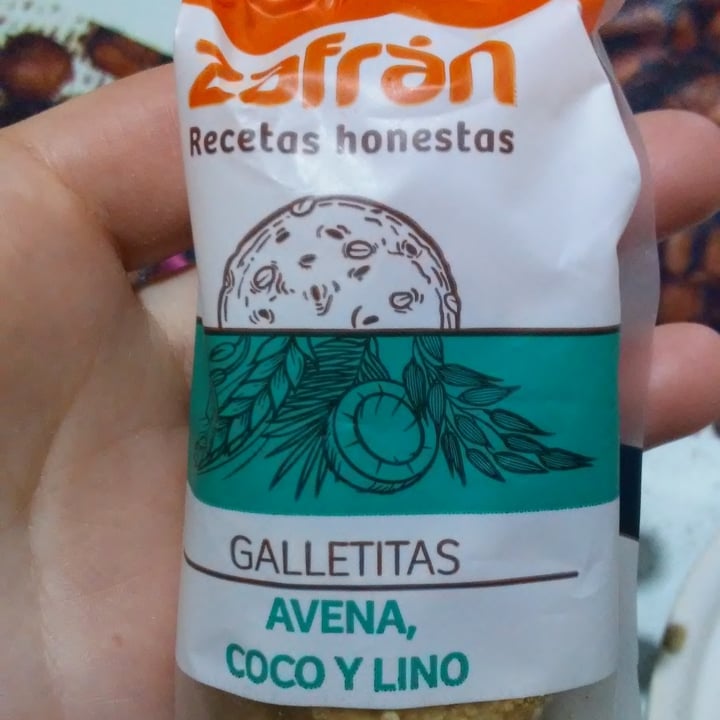 zafrán
Recetas honestas
GALLETITAS
AVENA,
COCO Y LINO